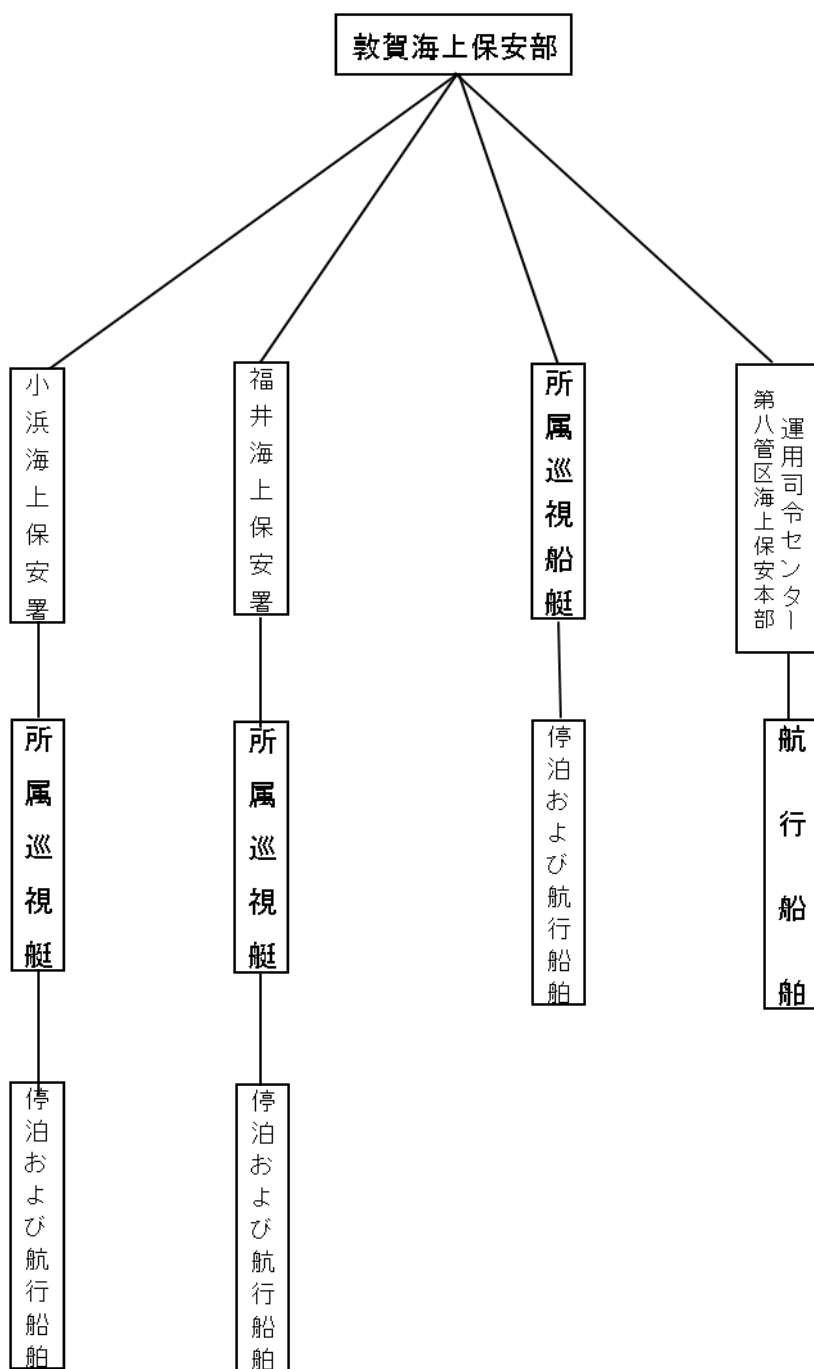 敦賀海上保安部
小浜海上保安署
福井海上保安署
所属巡視船艇
第八管区海上保安本部
運用司令センター
所属巡視艇
所属巡視艇
停泊および航行船舶
航行船舶
停泊および航行船舶
停泊および航行船舶